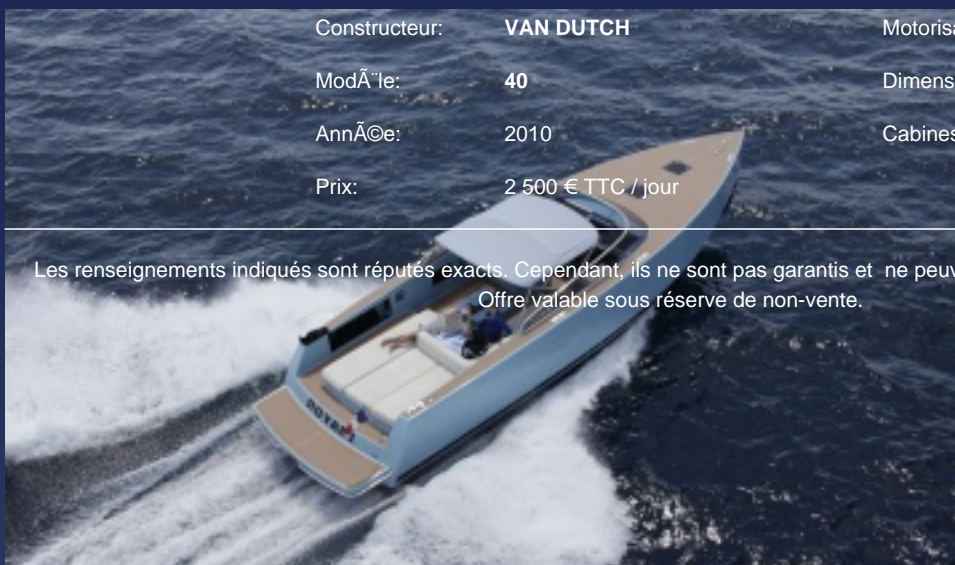 Constructeur: VAN DUTCH Motorisa
ModÃ¨le: 40 Dimens
AnnÃ©e: 2010 Cabines
Prix: 2 500 € TTC / jour
Les renseignements indiqués sont réputés exacts. Cependant, ils ne sont pas garantis et ne peuv
Offre valable sous réserve de non-vente.